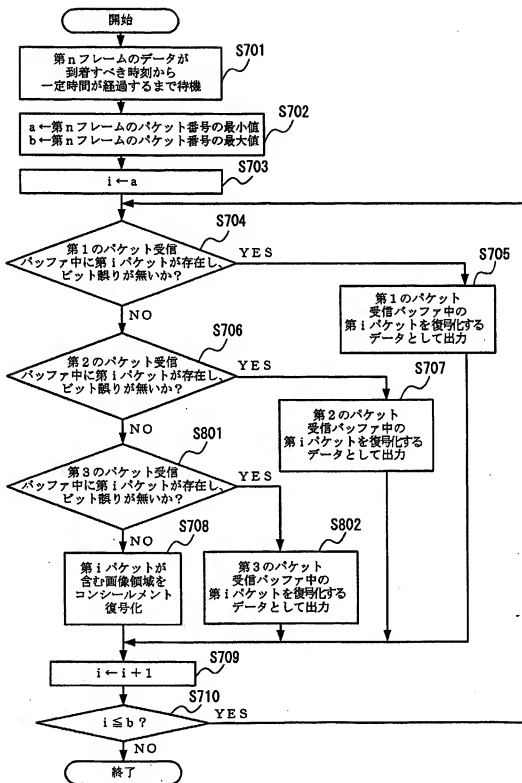 開始
S701
第nフレームのデータが
到着すべき時刻から
一定時間が経過するまで待機
S702
a←第nフレームのパケット番号の最小値
b←第nフレームのパケット番号の最大値
S703
i←a
S704
第1のパケット受信
バッファ中に第iパケットが存在し、
ビット誤りが無いか?
YES
NO
S705
第1のパケット
受信バッファ中の
第iパケットを復号化する
データとして出力
S706
第2のパケット受信
バッファ中に第iパケットが存在し、
ビット誤りが無いか?
YES
NO
S707
第2のパケット
受信バッファ中の
第iパケットを復号化する
データとして出力
S801
第3のパケット受信
バッファ中に第iパケットが存在し、
ビット誤りが無いか?
YES
NO
S708
第iパケットが
含む画像領域を
コンシールメント
復号化
S802
第3のパケット
受信バッファ中の
第iパケットを復号化する
データとして出力
S709
i←i+1
S710
i≦b?
YES
NO
終了